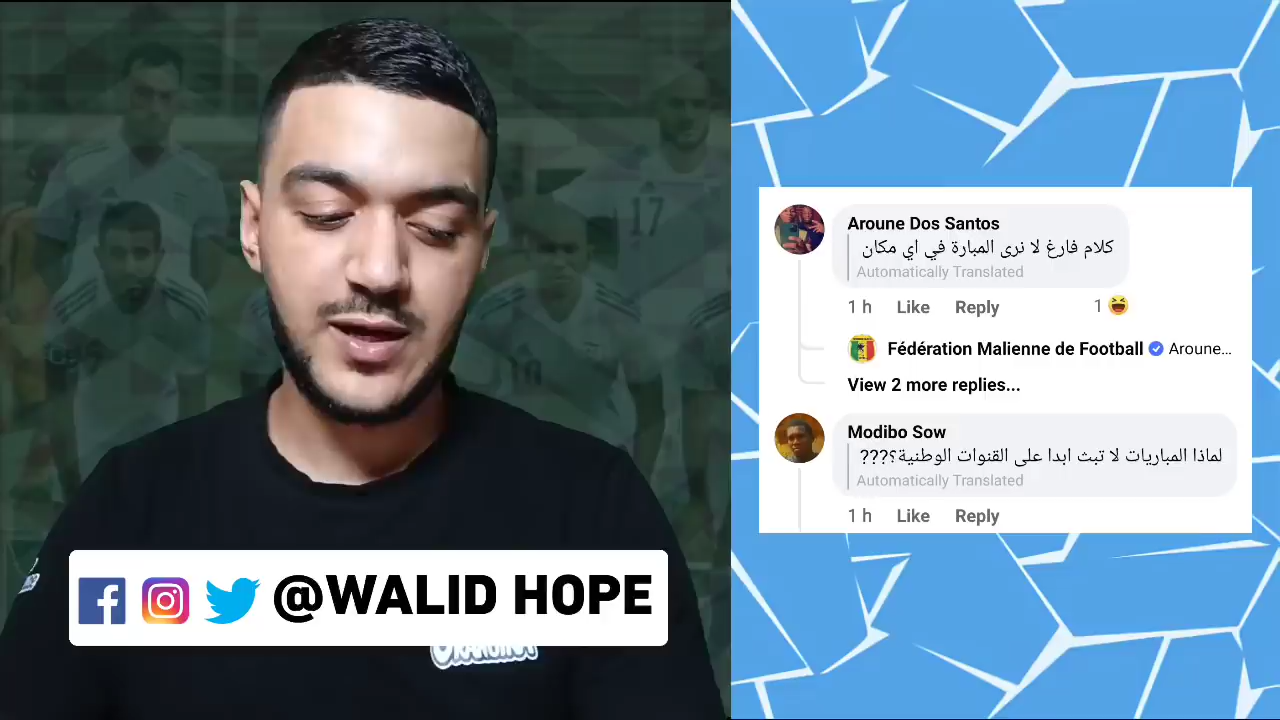 17
@WALID HOPE
Aroune Dos Santos
كلام فارغ لا نرى المبارة في اي مكان
Automatically Translated
1 h Like Reply 1
Fédération Malienne de Football Aroune...
View 2 more replies...
Modibo Sow
لماذا المباريات لا تبث ابدا على القنوات الوطنية؟???
Automatically Translated
1 h Like Reply